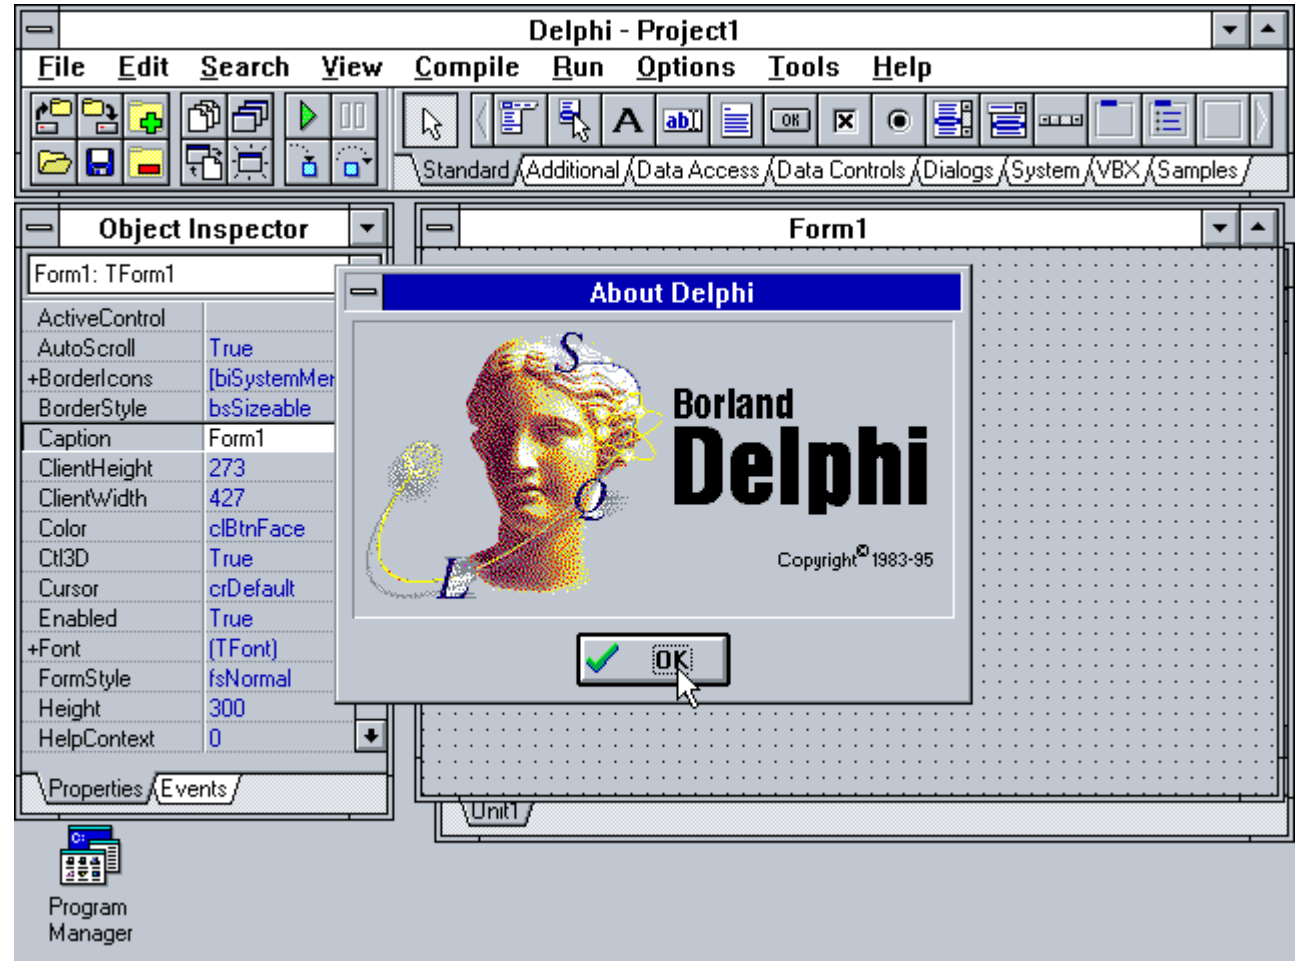 Delphi - Project1
File Edit Search View Compile Run Options Tools Help
A ab OK
Standard Additional Data Access Data Controls Dialogs System VBX Samples
Object Inspector
Form1: TForm1
ActiveControl
AutoScroll True
+BorderIcons [biSystemMen
BorderStyle bsSizeable
Caption Form1
ClientHeight 273
ClientWidth 427
Color clBtnFace
Ctl3D True
Cursor crDefault
Enabled True
+Font (TFont)
FormStyle fsNormal
Height 300
HelpContext 0
Properties Events
Form1
About Delphi
S
Q
L
Borland
Delphi
Copyright© 1983-95
OK
Unit1
C:
Program
Manager